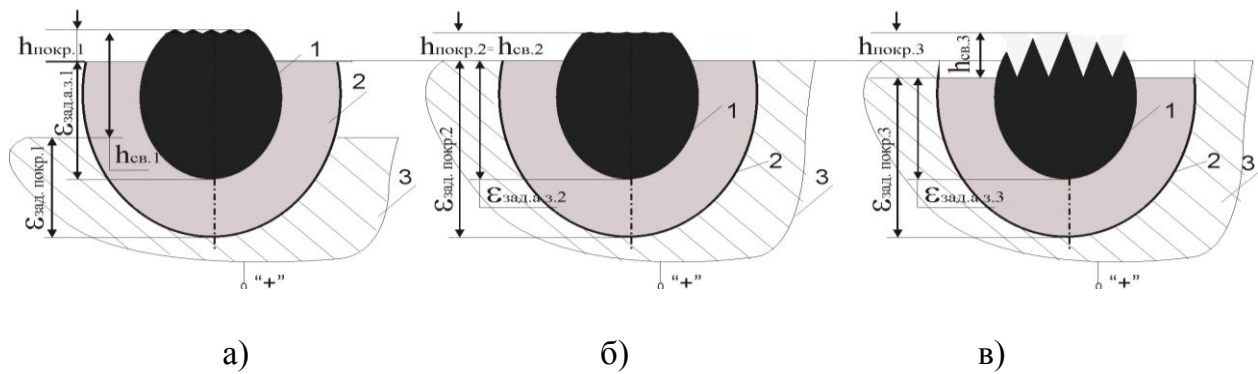 hпокр.1
εзад.а.з.1
hсв.1
εзад. покр.1
1
2
3
“+”
а)
hпокр.2= hсв.2
εзад. покр.2
εзад.а.з.2
1
2
3
“+”
б)
hпокр.3
hсв.3
εзад. покр.3
εзад.а.з.3
1
2
3
“+”
в)